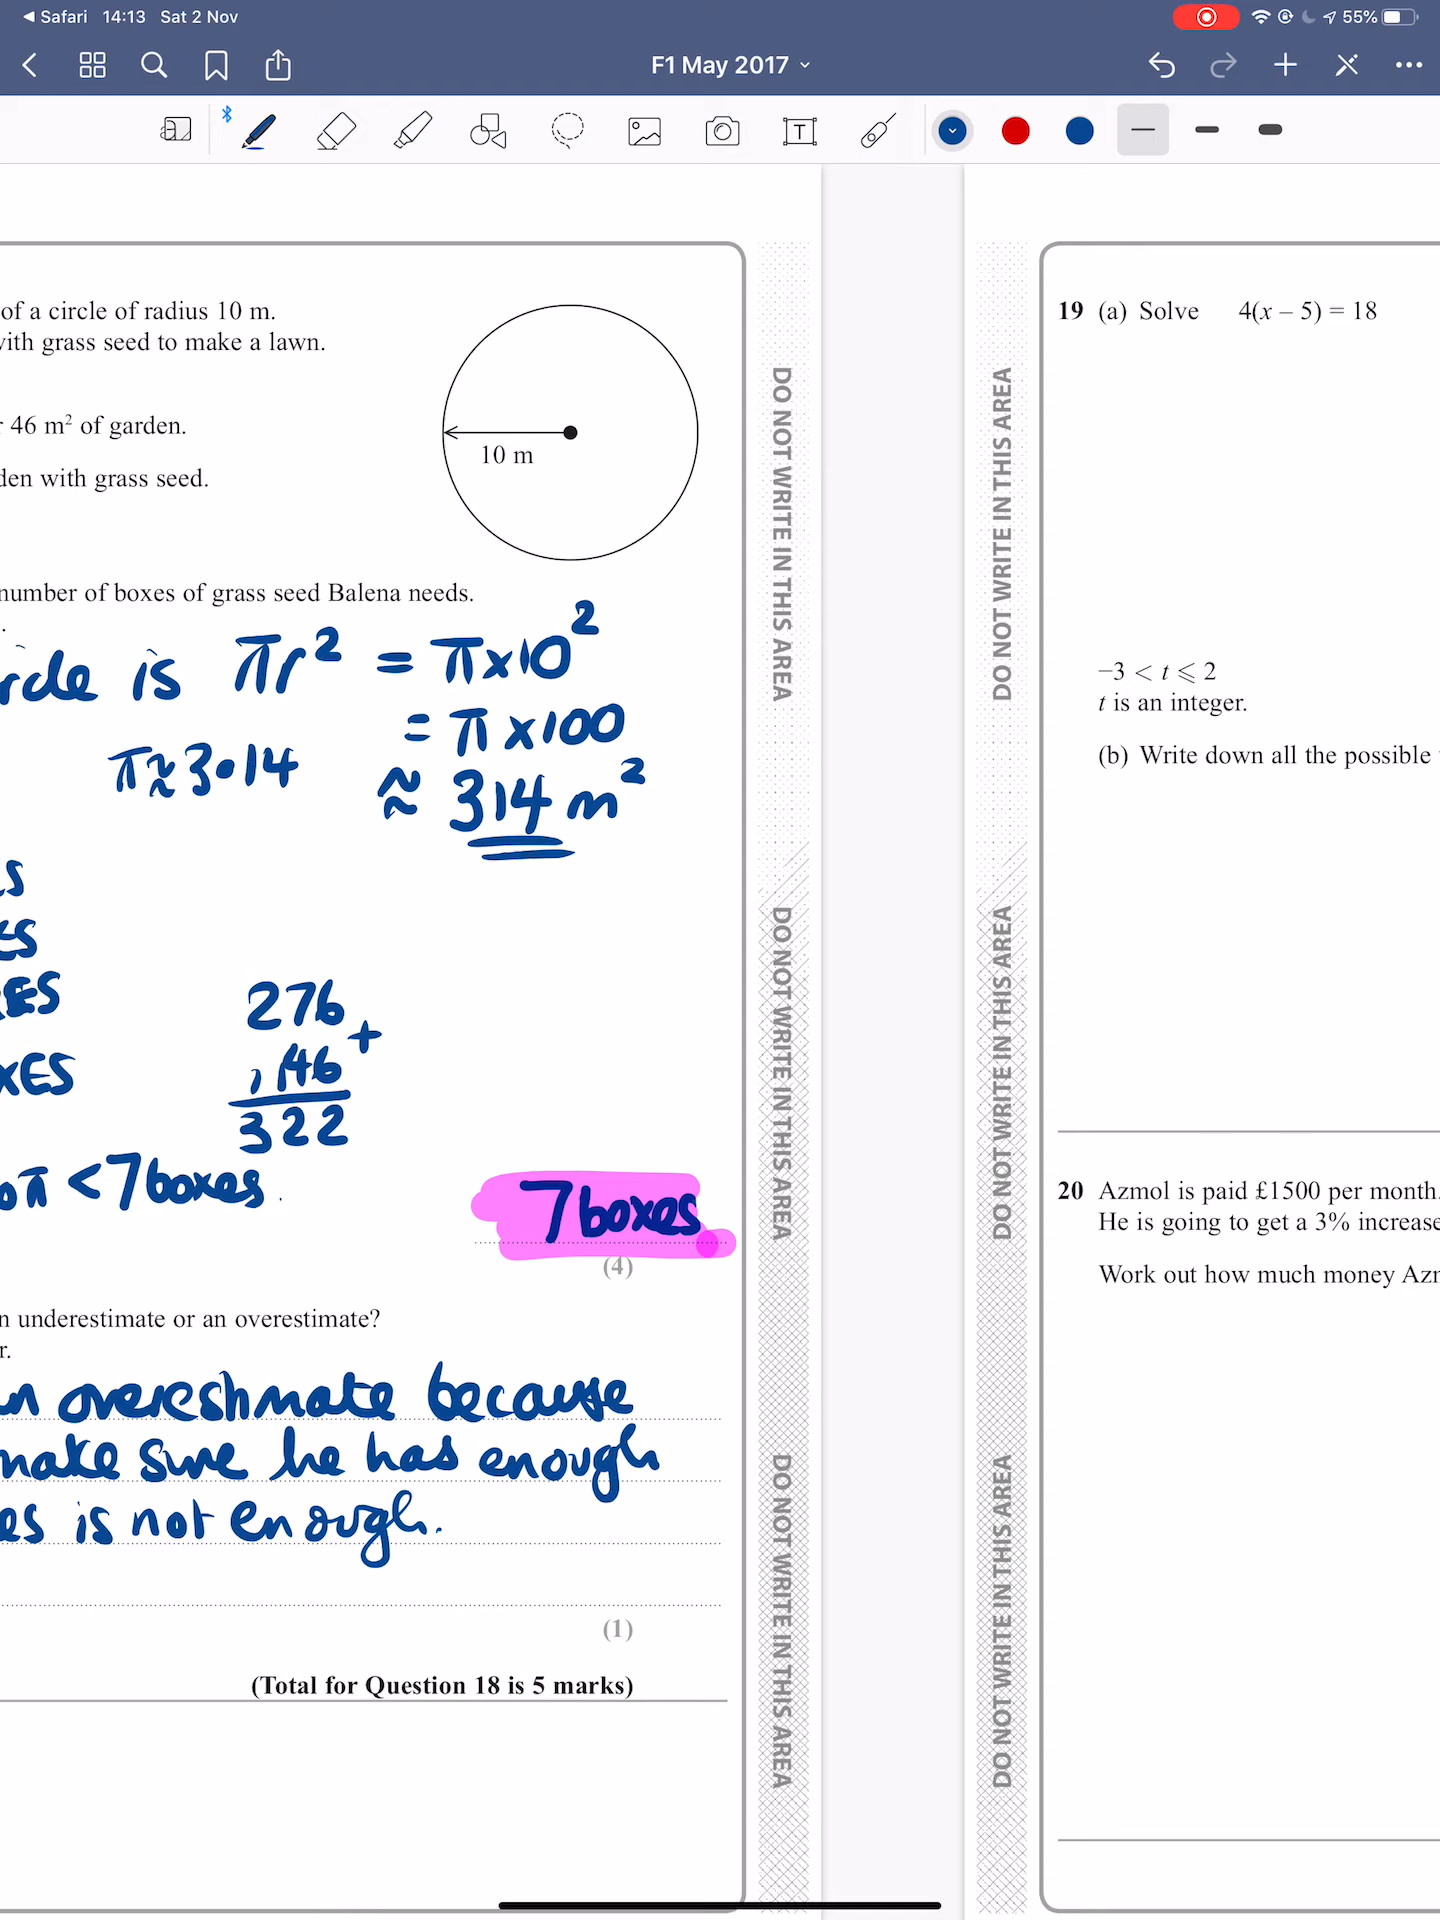 Safari 14:13 Sat 2 Nov
55%
F1 May 2017
T
of a circle of radius 10 m.
with grass seed to make a lawn.
46 m² of garden.
with grass seed.
10 m
number of boxes of grass seed Balena needs.
is πr² = π×10²
= π×100
π≈3·14
≈ 314 m²
276
+
46
322
π < 7 boxes.
7 boxes
(4)
underestimate or an overestimate?
overestimate because
make sure he has enough
is not enough.
(1)
(Total for Question 18 is 5 marks)
DO NOT WRITE IN THIS AREA
DO NOT WRITE IN THIS AREA
DO NOT WRITE IN THIS AREA
DO NOT WRITE IN THIS AREA
DO NOT WRITE IN THIS AREA
DO NOT WRITE IN THIS AREA
19 (a) Solve 4(x – 5) = 18
–3 < t ⩽ 2
t is an integer.
(b) Write down all the possible
20 Azmol is paid £1500 per month.
He is going to get a 3% increase
Work out how much money Azm